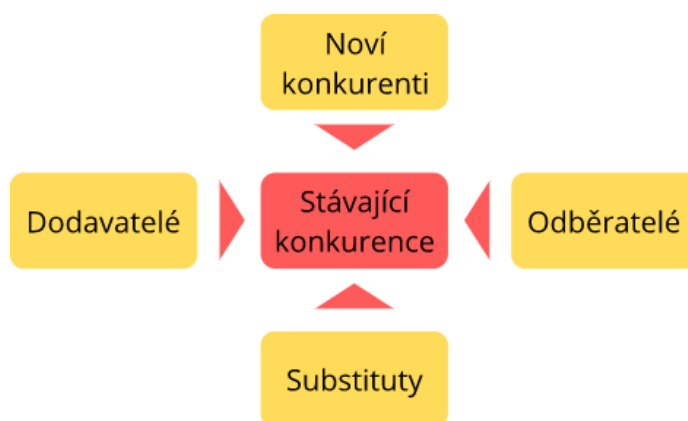 Noví
konkurenti
Dodavatelé
Stávající
konkurence
Odběratelé
Substituty